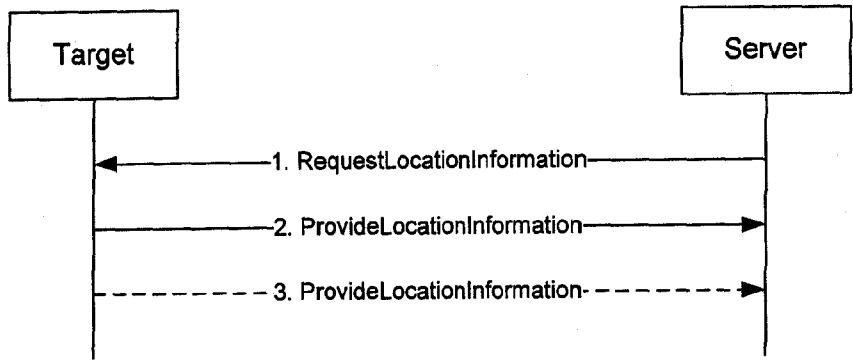 Target
Server
1. RequestLocationInformation
2. ProvideLocationInformation
3. ProvideLocationInformation